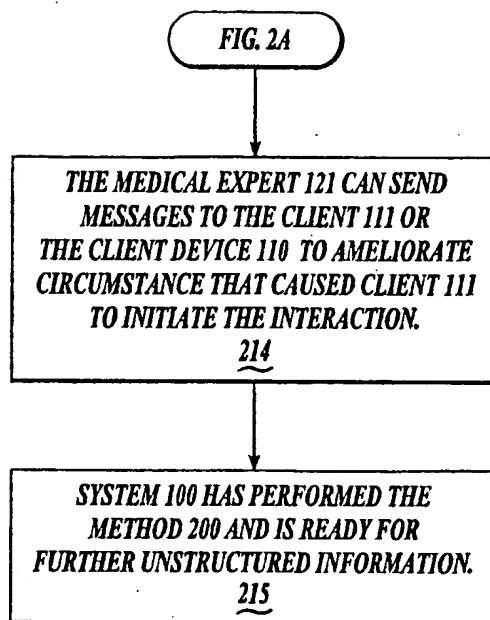 FIG. 2A
THE MEDICAL EXPERT 121 CAN SEND
MESSAGES TO THE CLIENT 111 OR
THE CLIENT DEVICE 110 TO AMELIORATE
CIRCUMSTANCE THAT CAUSED CLIENT 111
TO INITIATE THE INTERACTION.
214
SYSTEM 100 HAS PERFORMED THE
METHOD 200 AND IS READY FOR
FURTHER UNSTRUCTURED INFORMATION.
215